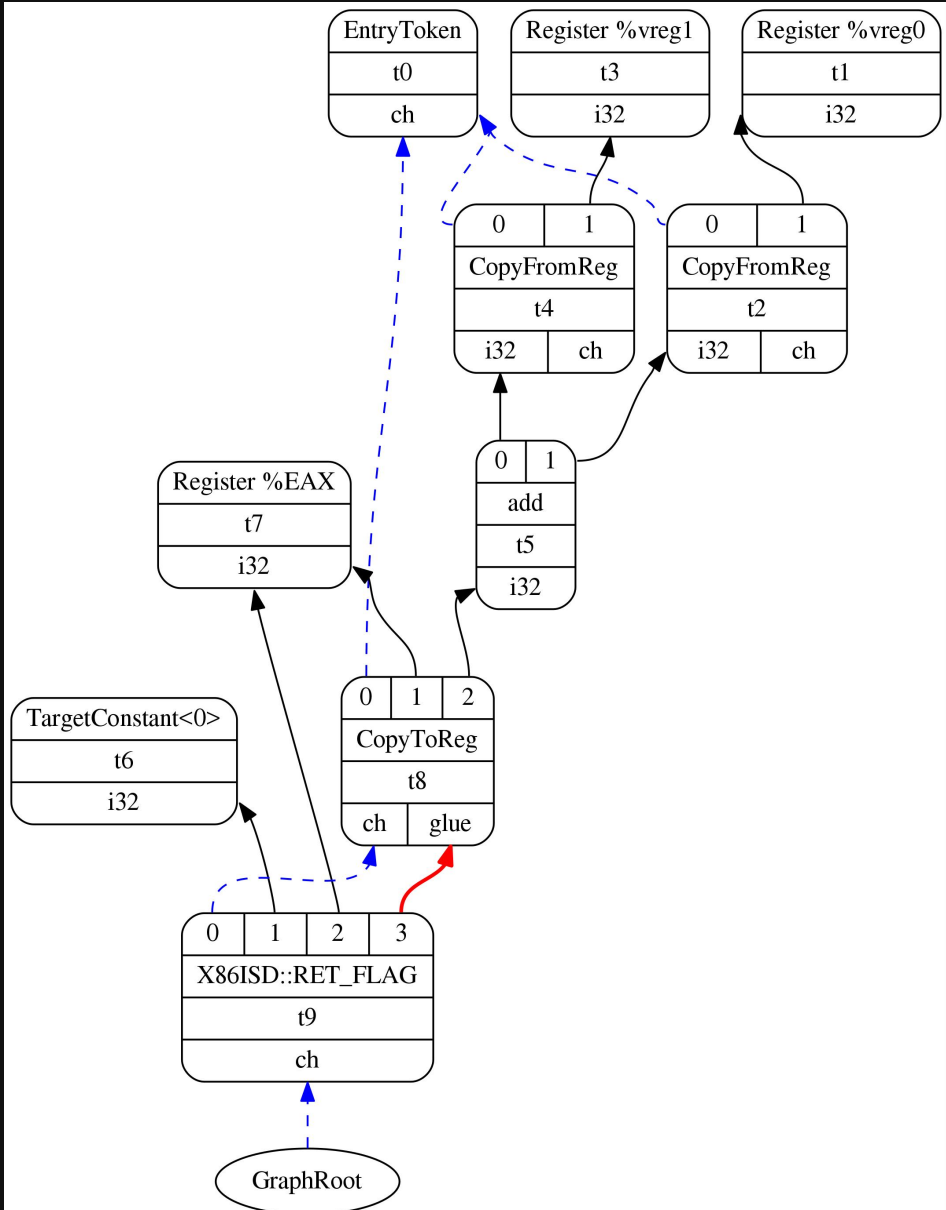 EntryToken
t0
ch
Register %vreg1
t3
i32
Register %vreg0
t1
i32
0 1
CopyFromReg
t4
i32 ch
0 1
CopyFromReg
t2
i32 ch
0 1
add
t5
i32
Register %EAX
t7
i32
0 1 2
CopyToReg
t8
ch glue
TargetConstant<0>
t6
i32
0 1 2 3
X86ISD::RET_FLAG
t9
ch
GraphRoot